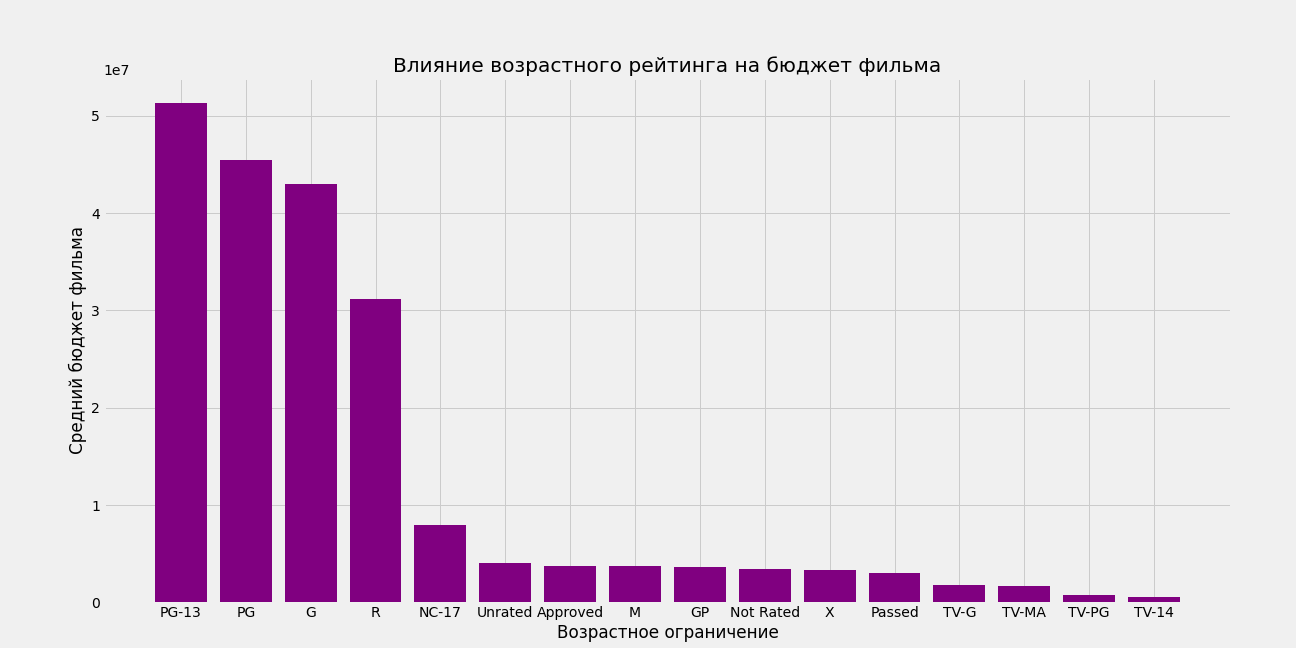 Влияние возрастного рейтинга на бюджет фильма
1e7
5
4
3
2
1
0
Средний бюджет фильма
PG-13 PG G R NC-17 Unrated Approved M GP Not Rated X Passed TV-G TV-MA TV-PG TV-14
Возрастное ограничение